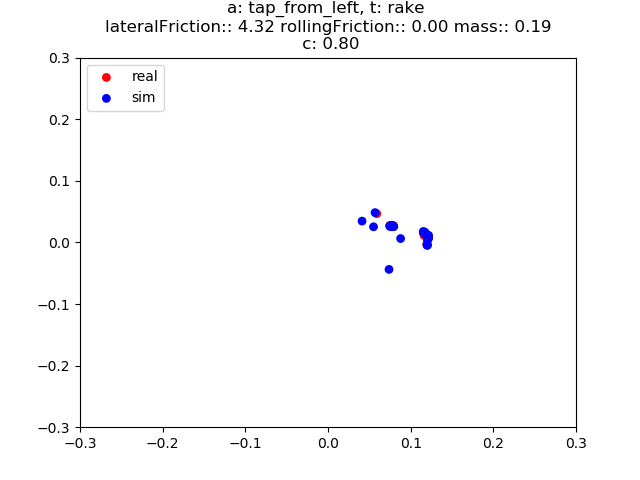 a: tap_from_left, t: rake
lateralFriction:: 4.32 rollingFriction:: 0.00 mass:: 0.19
c: 0.80
real
sim
0.3
0.2
0.1
0.0
−0.1
−0.2
−0.3
−0.3 −0.2 −0.1 0.0 0.1 0.2 0.3